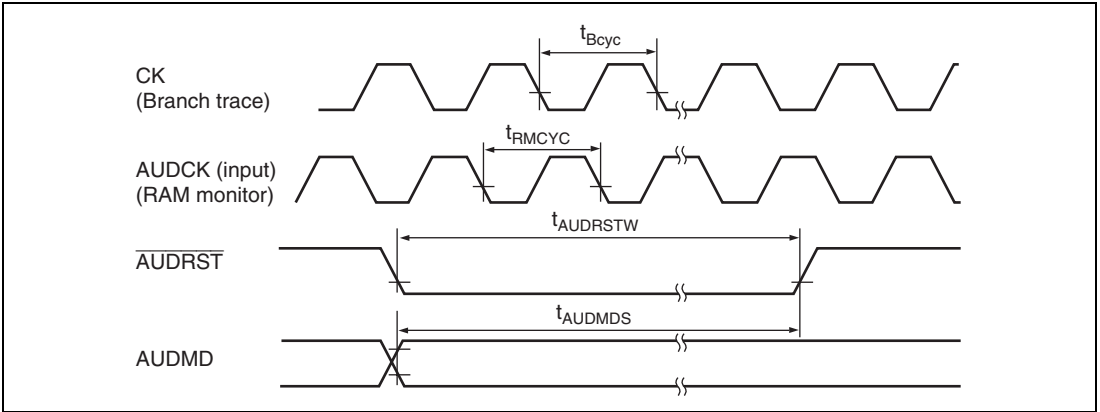 tBcyc
CK
(Branch trace)
tRMCYC
AUDCK (input)
(RAM monitor)
tAUDRSTW
AUDRST
tAUDMDS
AUDMD